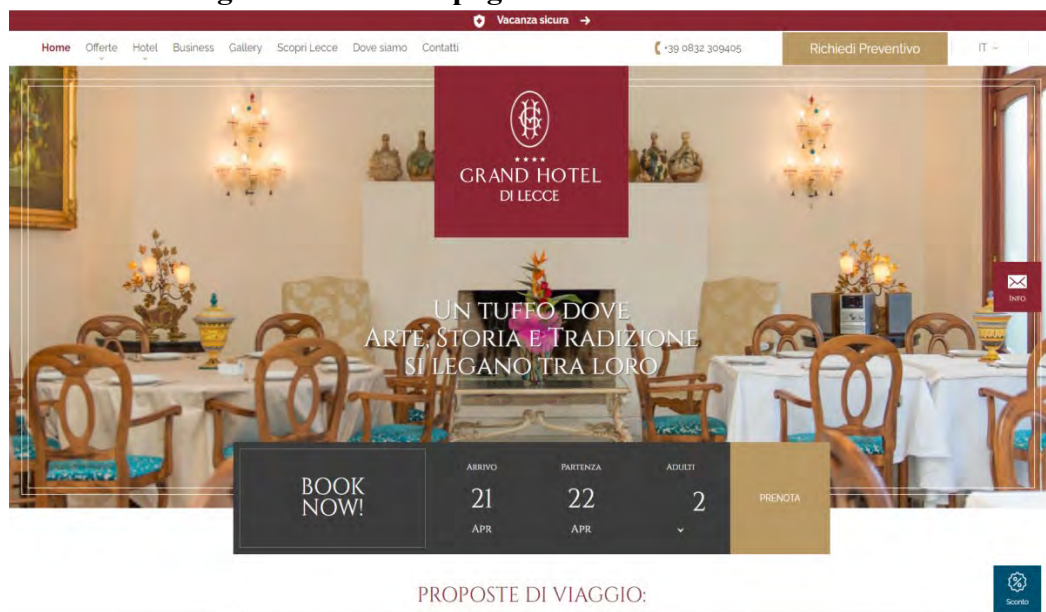 Vacanza sicura →
Home Offerte Hotel Business Gallery Scopri Lecce Dove siamo Contatti +39 0832 309405 Richiedi Preventivo IT
GRAND HOTEL
DI LECCE
INFO
UN TUFFO DOVE
ARTE, STORIA E TRADIZIONE
SI LEGANO TRA LORO
BOOK
NOW!
ARRIVO
21
APR
PARTENZA
22
APR
ADULTI
2
PRENOTA
PROPOSTE DI VIAGGIO:
Sconto